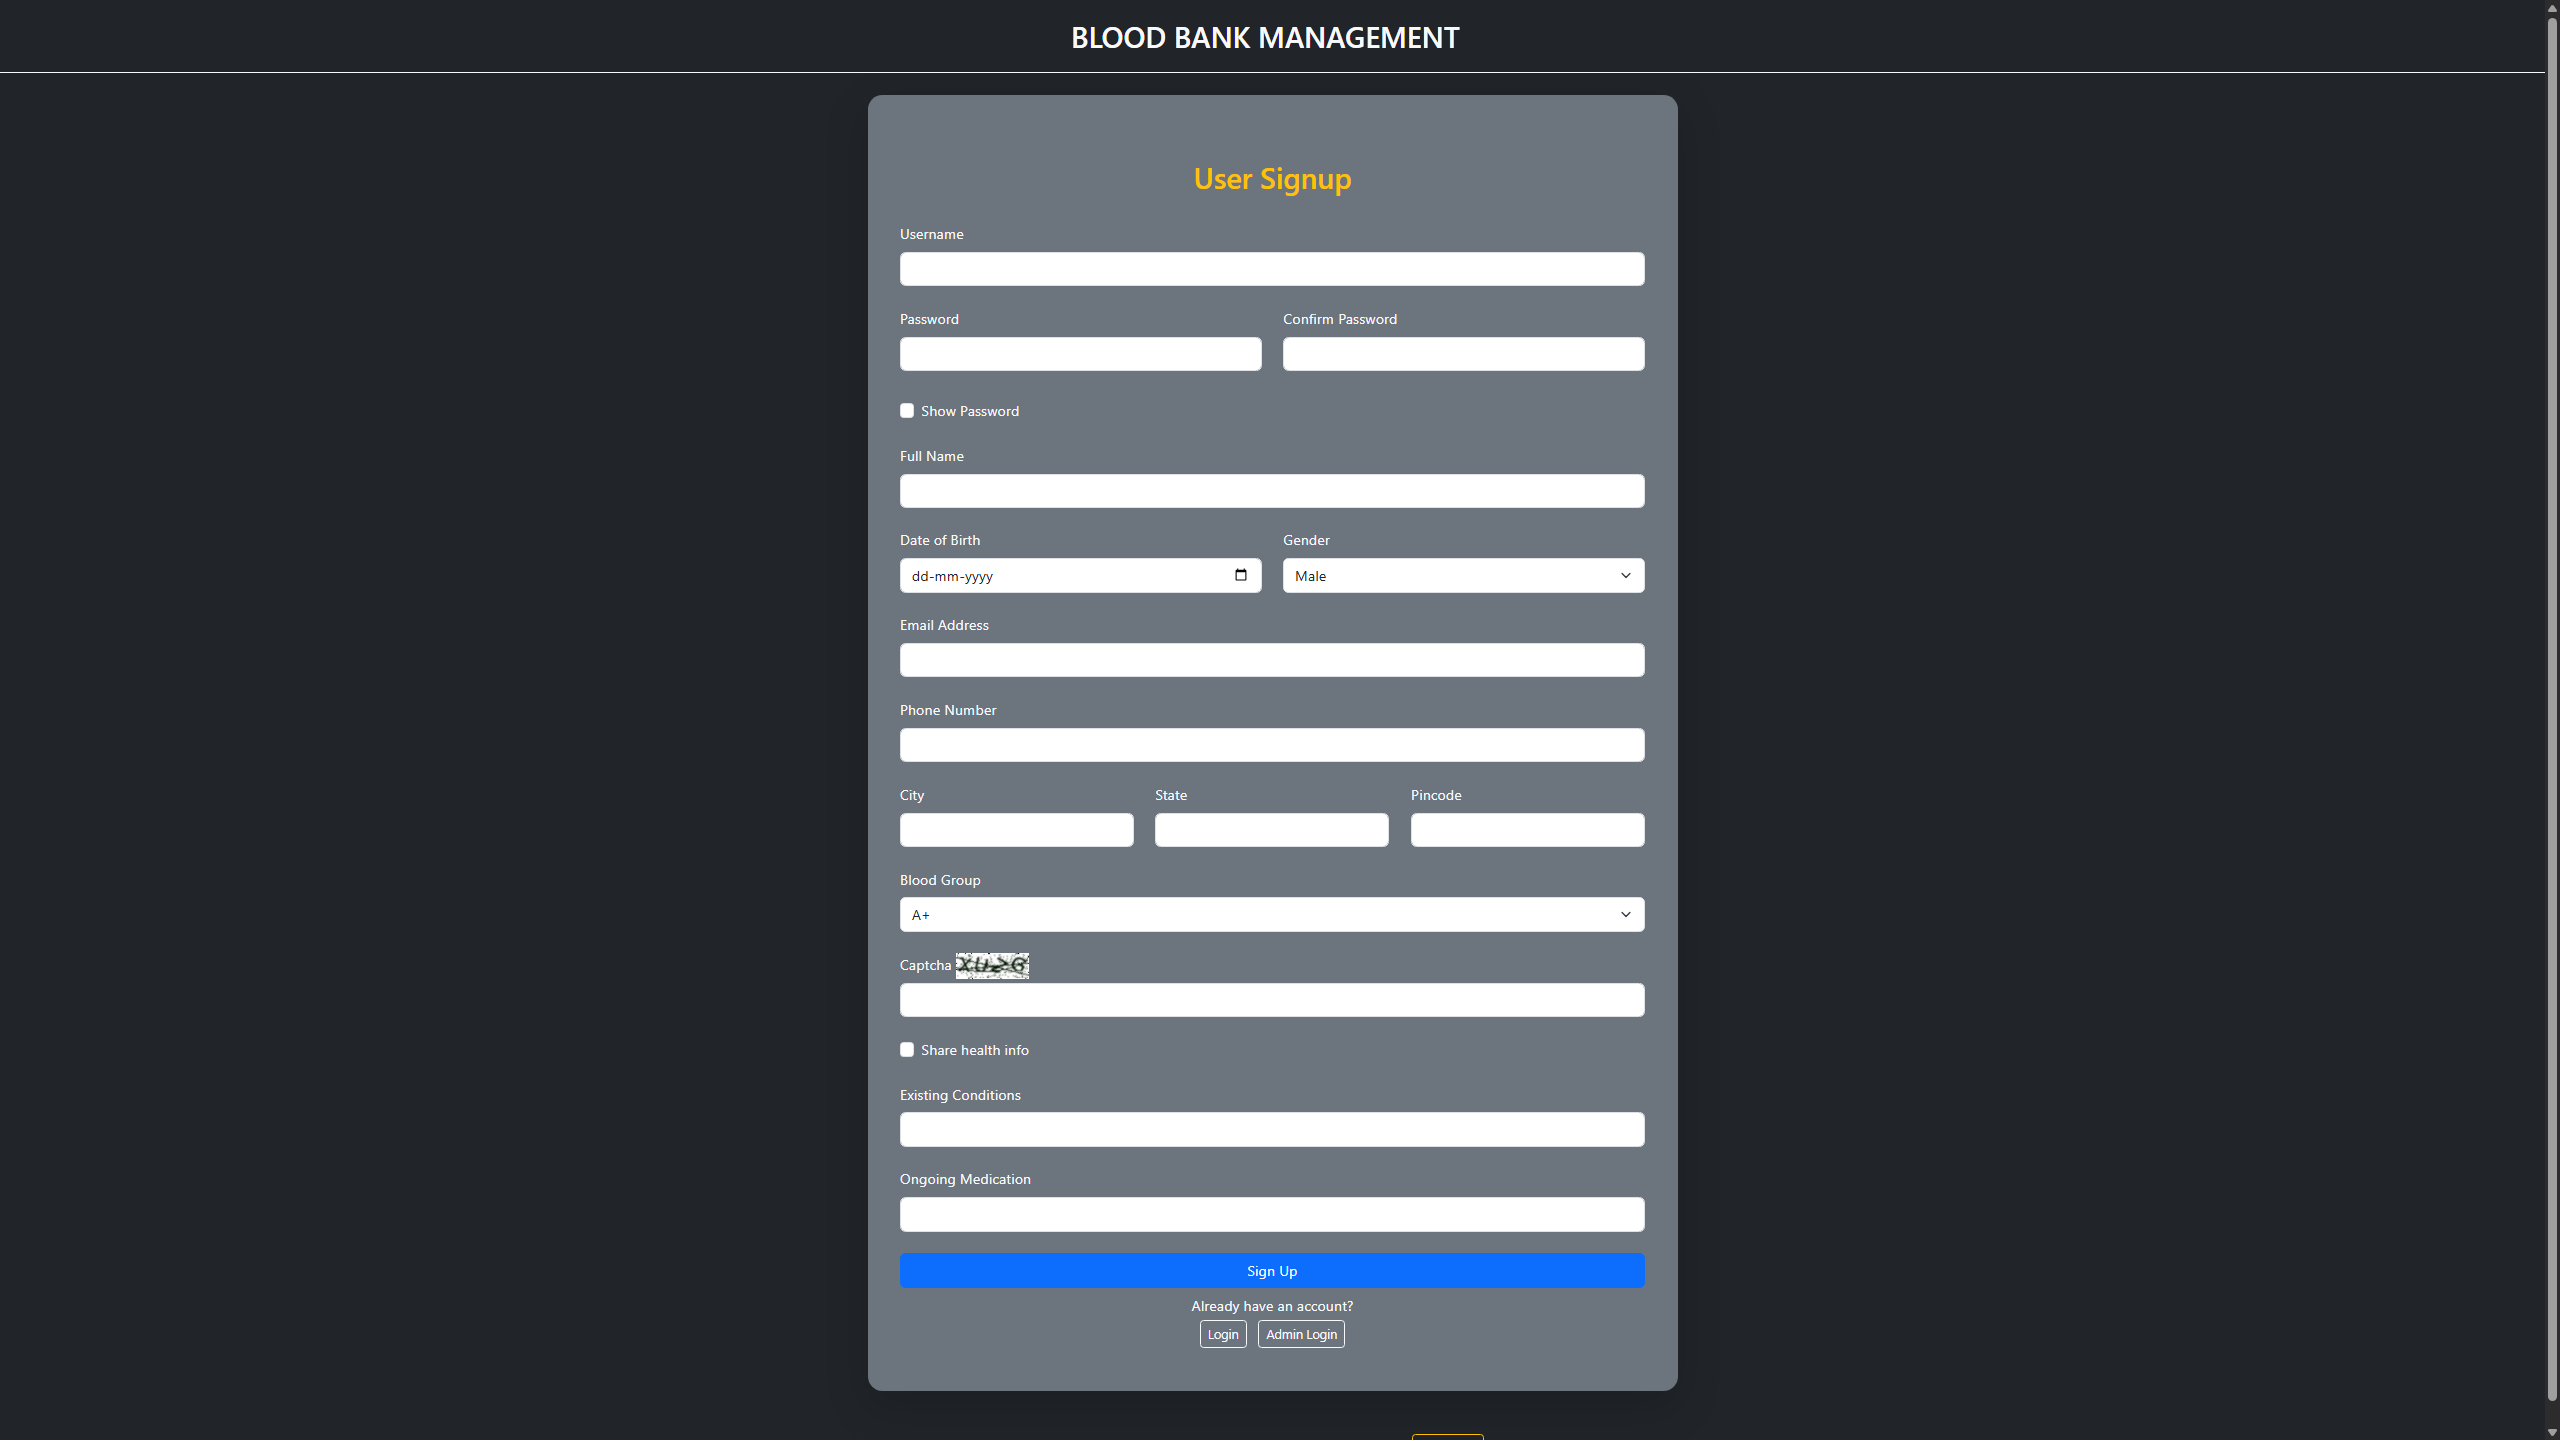 BLOOD BANK MANAGEMENT
User Signup
Username
Password Confirm Password
Show Password
Full Name
Date of Birth Gender
dd-mm-yyyy Male
Email Address
Phone Number
City State Pincode
Blood Group
A+
Captcha
Share health info
Existing Conditions
Ongoing Medication
Sign Up
Already have an account?
Login Admin Login